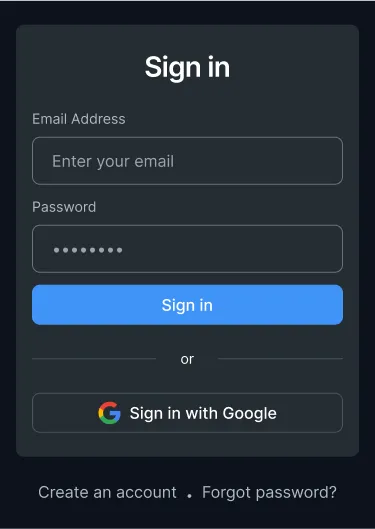 Sign in
Email Address
Enter your email
Password
••••••••
Sign in
or
Sign in with Google
Create an account • Forgot password?